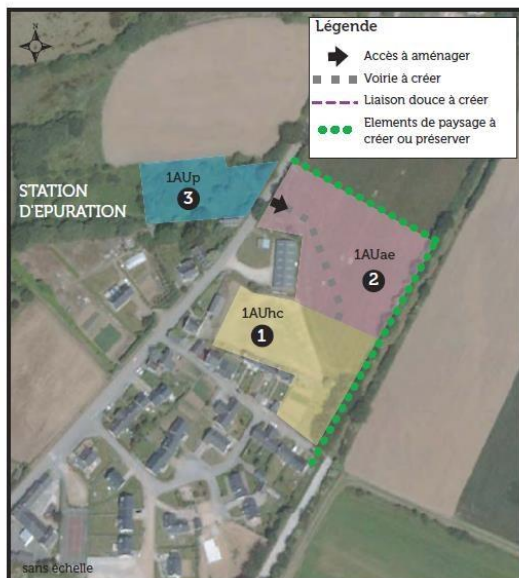 Légende
Accès à aménager
Voirie à créer
Liaison douce à créer
Elements de paysage à
créer ou préserver
1AUp
3
STATION
D'EPURATION
1AUae
2
1AUhc
1
sans échelle